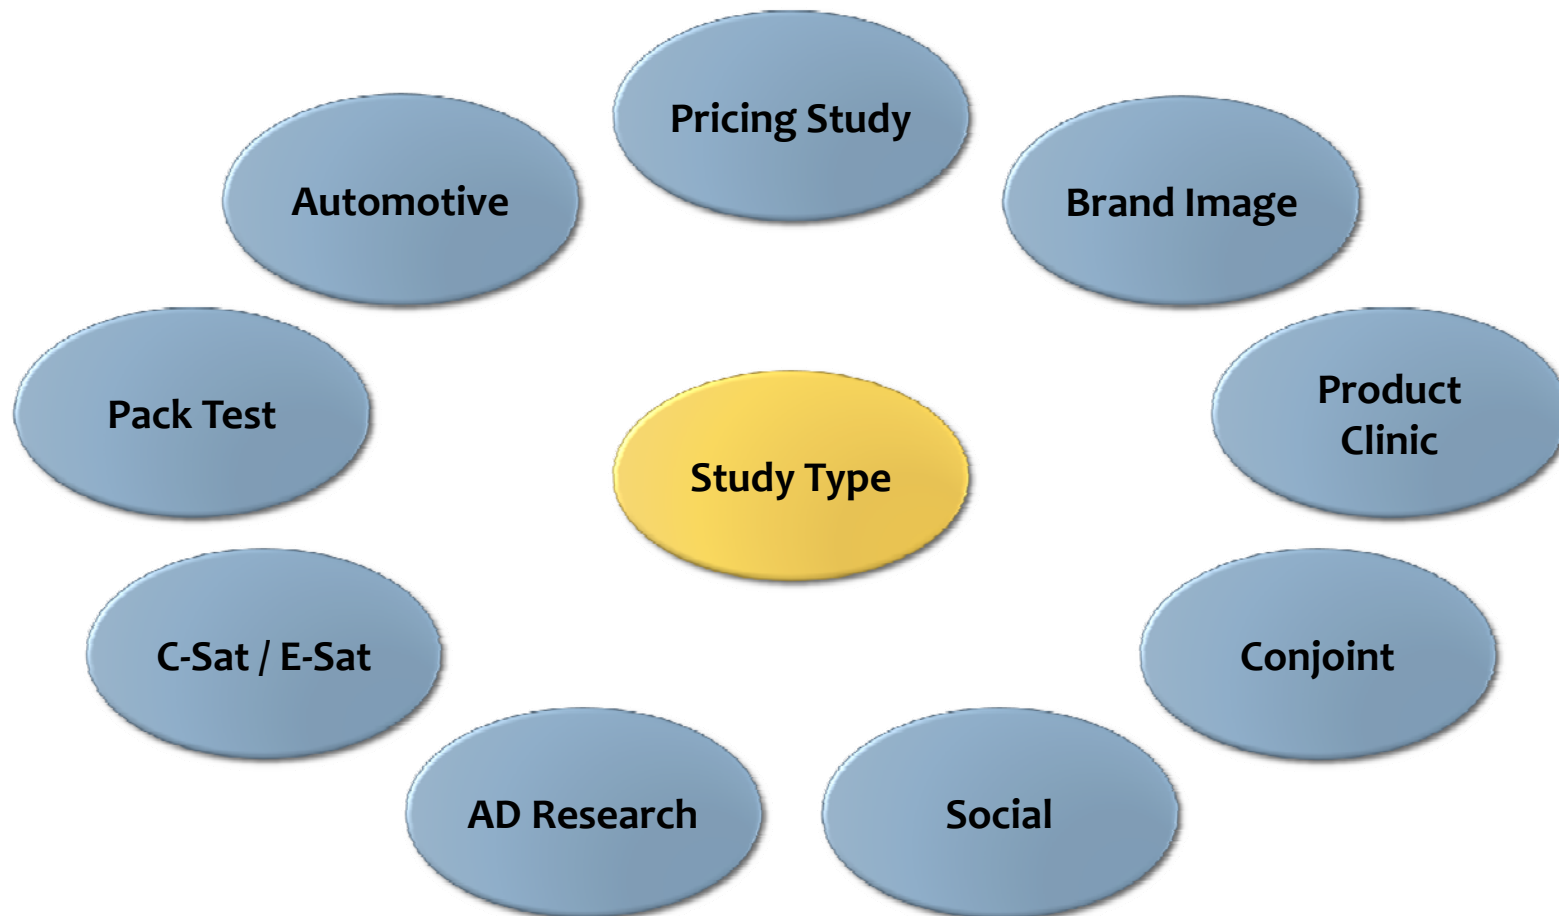 Pricing Study
Automotive
Brand Image
Pack Test
Product
Clinic
Study Type
C-Sat / E-Sat
Conjoint
AD Research
Social